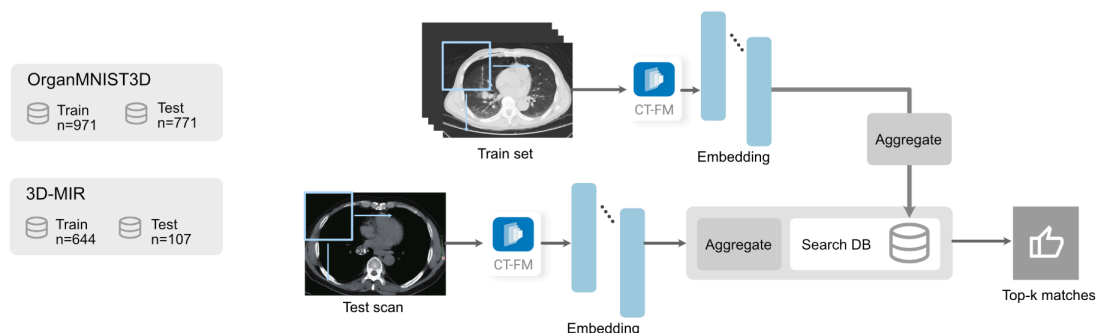 OrganMNIST3D
Train
n=971
Test
n=771
3D-MIR
Train
n=644
Test
n=107
Train set
CT-FM
Embedding
Aggregate
Test scan
CT-FM
Embedding
Aggregate
Search DB
Top-k matches